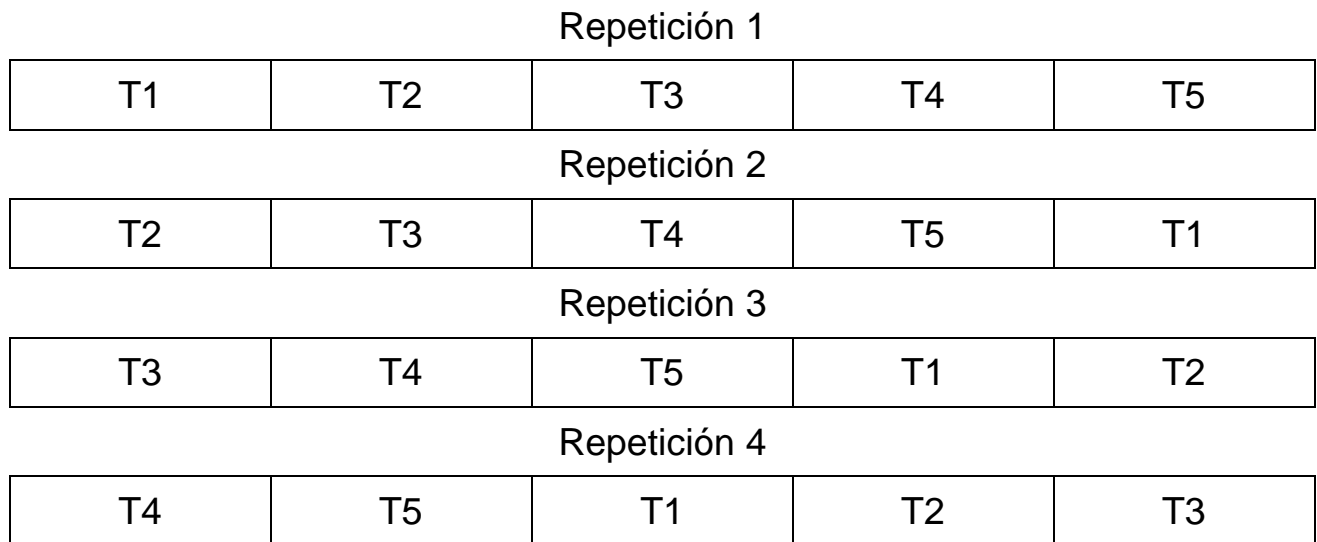 Repetición 1
T1 T2 T3 T4 T5
Repetición 2
T2 T3 T4 T5 T1
Repetición 3
T3 T4 T5 T1 T2
Repetición 4
T4 T5 T1 T2 T3